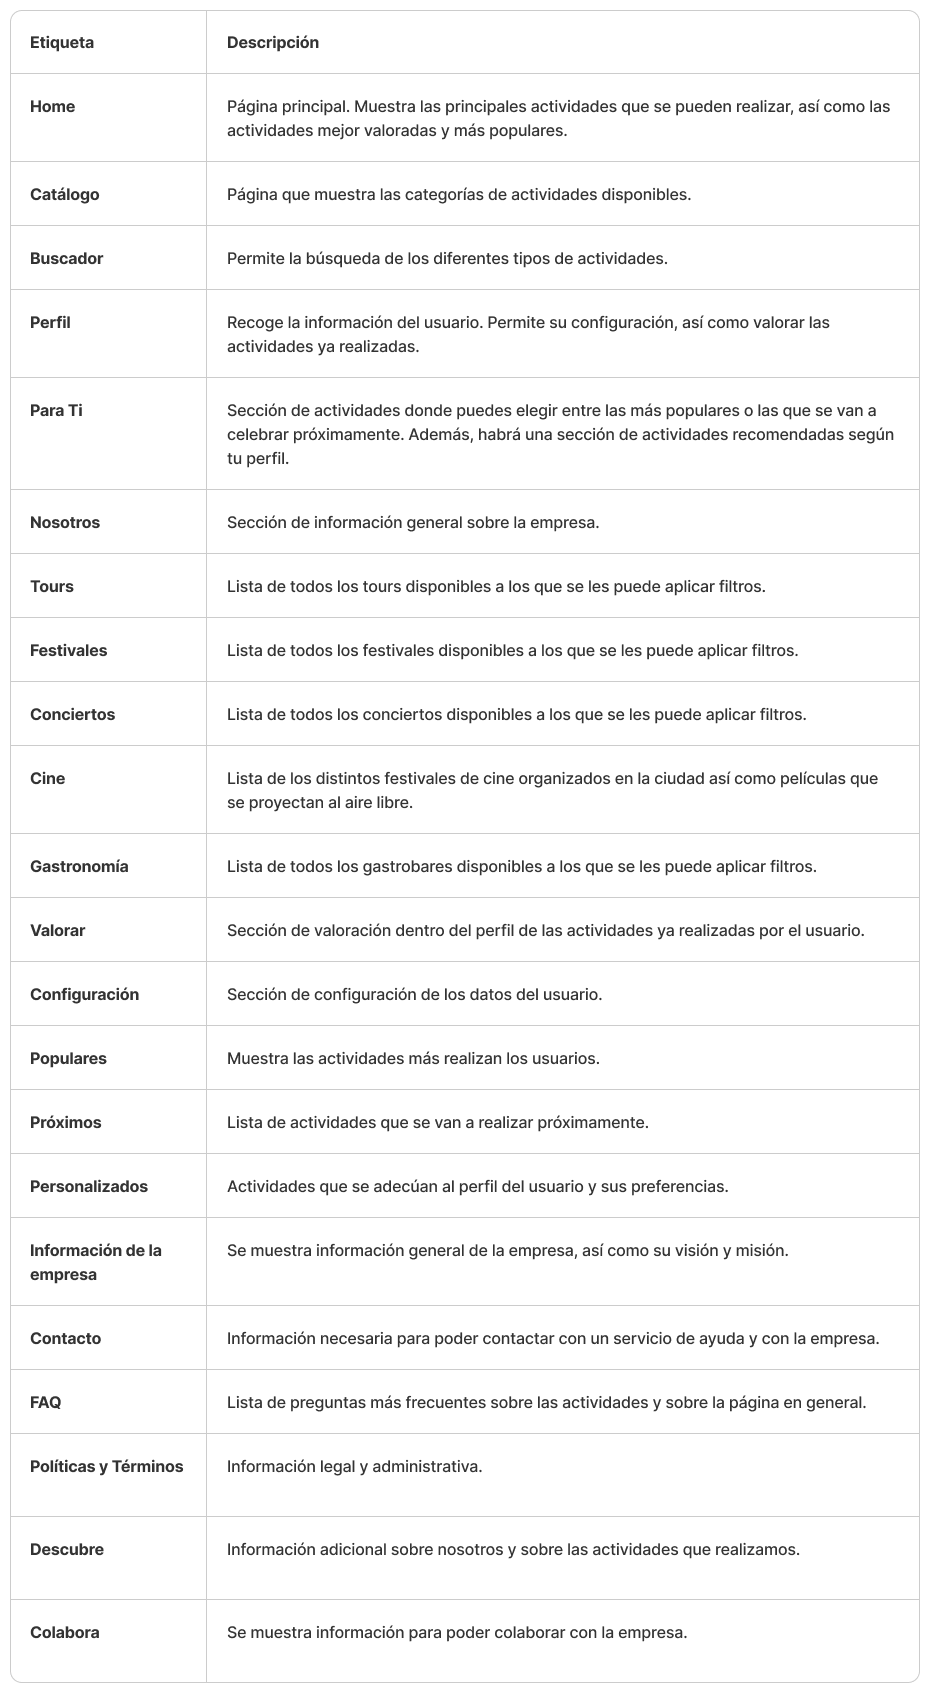 Etiqueta
Descripción
Home
Página principal. Muestra las principales actividades que se pueden realizar, así como las
actividades mejor valoradas y más populares.
Catálogo
Página que muestra las categorías de actividades disponibles.
Buscador
Permite la búsqueda de los diferentes tipos de actividades.
Perfil
Recoge la información del usuario. Permite su configuración, así como valorar las
actividades ya realizadas.
Para Ti
Sección de actividades donde puedes elegir entre las más populares o las que se van a
celebrar próximamente. Además, habrá una sección de actividades recomendadas según
tu perfil.
Nosotros
Sección de información general sobre la empresa.
Tours
Lista de todos los tours disponibles a los que se les puede aplicar filtros.
Festivales
Lista de todos los festivales disponibles a los que se les puede aplicar filtros.
Conciertos
Lista de todos los conciertos disponibles a los que se les puede aplicar filtros.
Cine
Lista de los distintos festivales de cine organizados en la ciudad así como películas que
se proyectan al aire libre.
Gastronomía
Lista de todos los gastrobares disponibles a los que se les puede aplicar filtros.
Valorar
Sección de valoración dentro del perfil de las actividades ya realizadas por el usuario.
Configuración
Sección de configuración de los datos del usuario.
Populares
Muestra las actividades más realizan los usuarios.
Próximos
Lista de actividades que se van a realizar próximamente.
Personalizados
Actividades que se adecúan al perfil del usuario y sus preferencias.
Información de la
empresa
Se muestra información general de la empresa, así como su visión y misión.
Contacto
Información necesaria para poder contactar con un servicio de ayuda y con la empresa.
FAQ
Lista de preguntas más frecuentes sobre las actividades y sobre la página en general.
Políticas y Términos
Información legal y administrativa.
Descubre
Información adicional sobre nosotros y sobre las actividades que realizamos.
Colabora
Se muestra información para poder colaborar con la empresa.